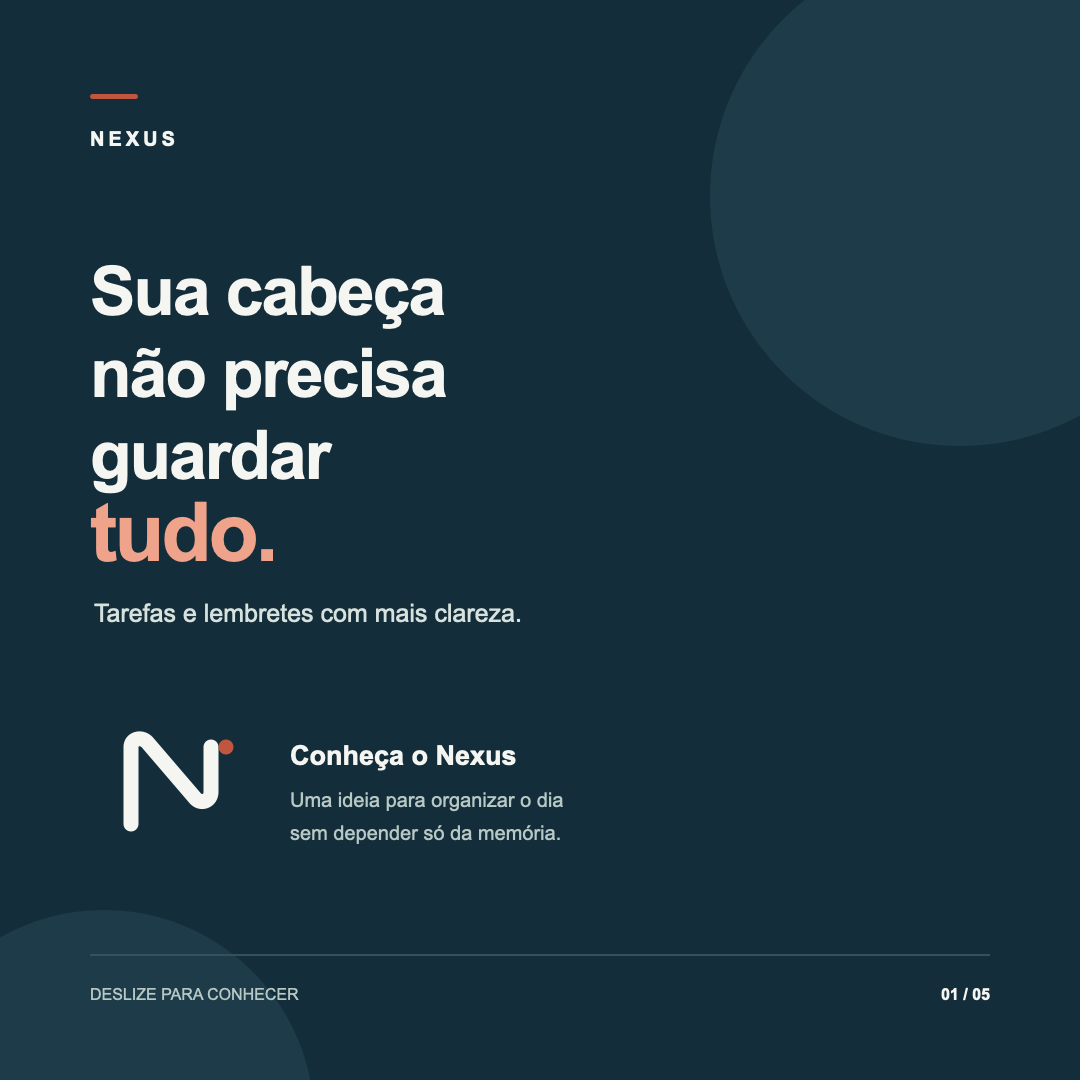 NEXUS
Sua cabeça
não precisa
guardar
tudo.
Tarefas e lembretes com mais clareza.
N
Conheça o Nexus
Uma ideia para organizar o dia
sem depender só da memória.
DESLIZE PARA CONHECER
01 / 05